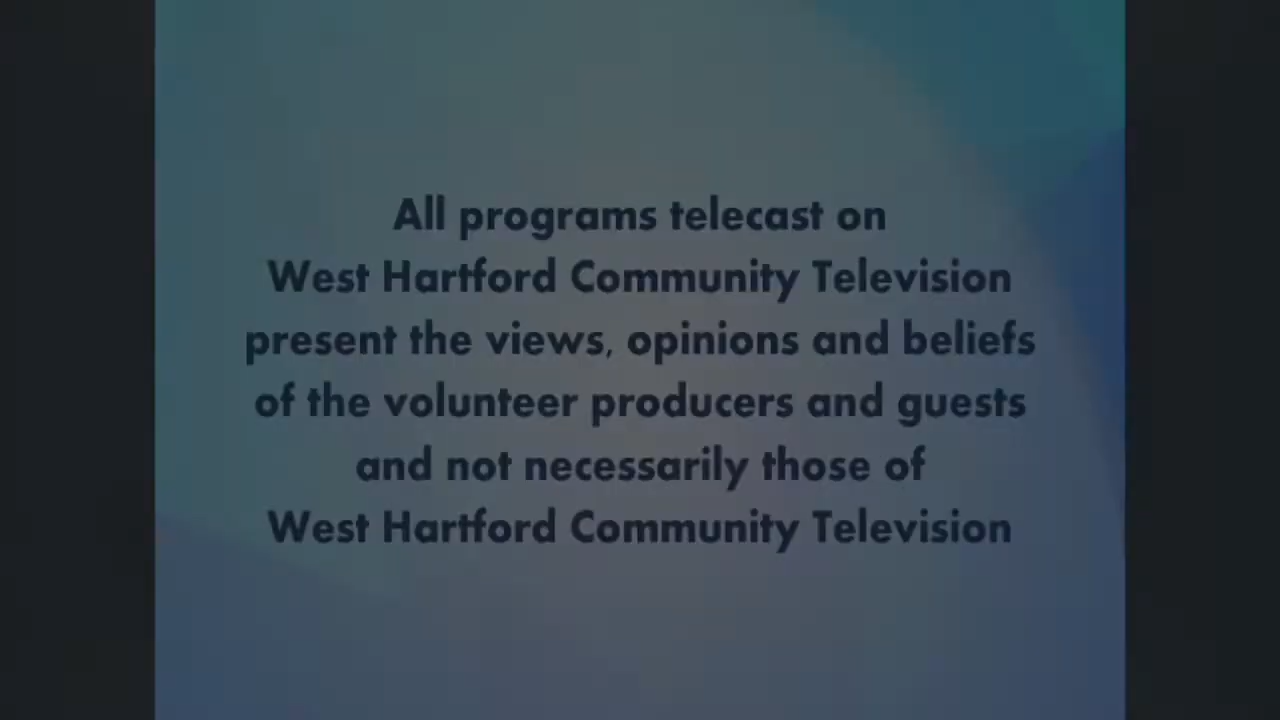 All programs telecast on
West Hartford Community Television
present the views, opinions and beliefs
of the volunteer producers and guests
and not necessarily those of
West Hartford Community Television